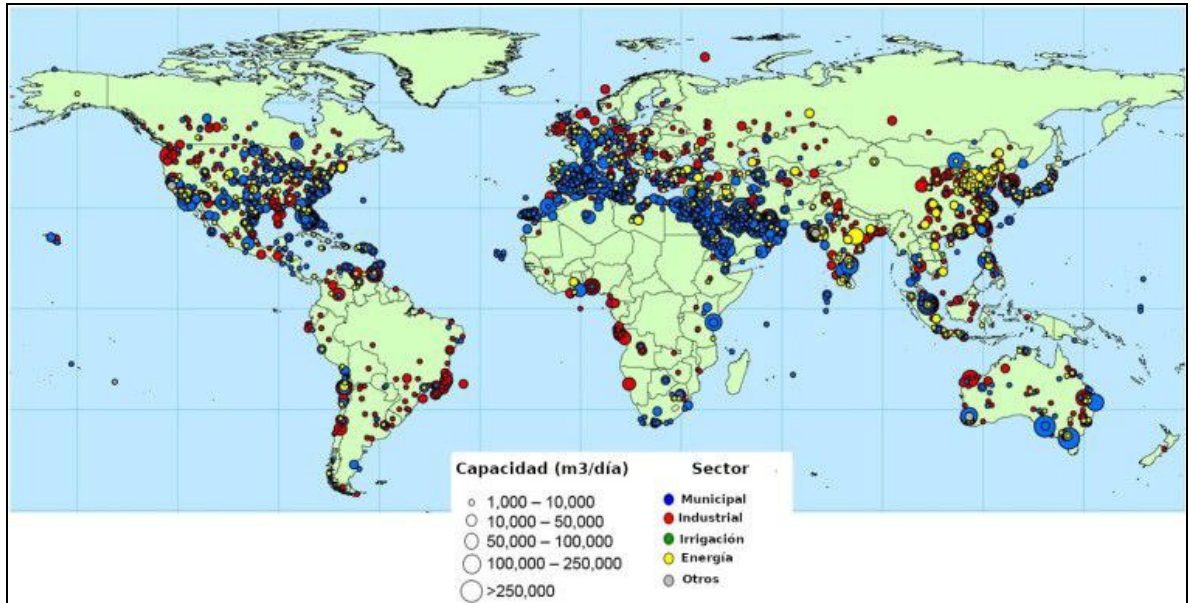 Capacidad (m3/día)
1,000 – 10,000
10,000 – 50,000
50,000 – 100,000
100,000 – 250,000
>250,000
Sector
Municipal
Industrial
Irrigación
Energía
Otros